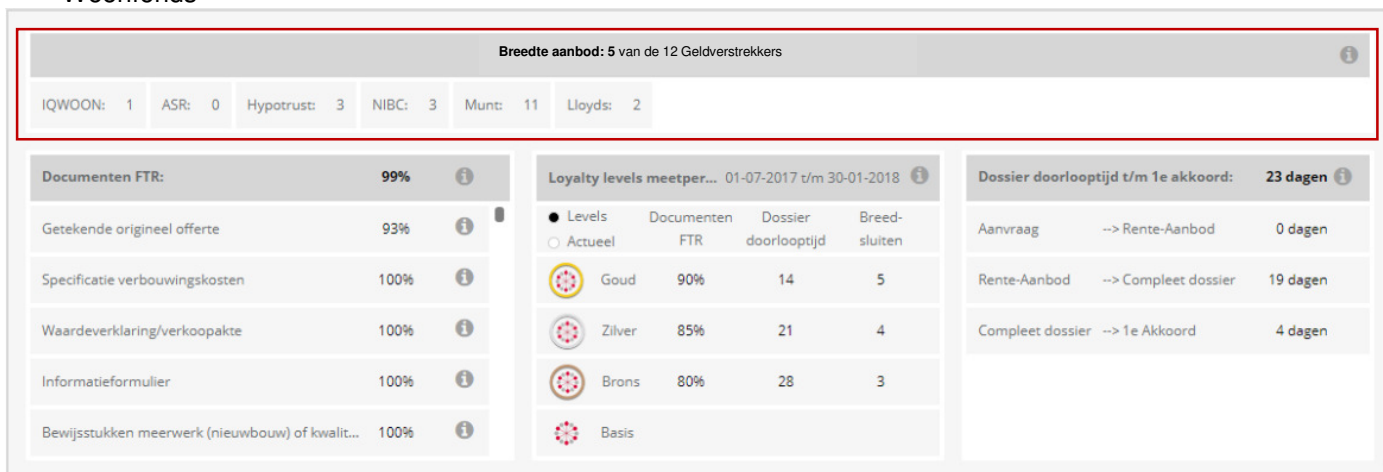 Woonfonds
Breedte aanbod: 5 van de 12 Geldverstrekkers
IQWOON: 1 ASR: 0 Hypotrust: 3 NIBC: 3 Munt: 11 Lloyds: 2
Documenten FTR: 99%
Getekende origineel offerte 93%
Specificatie verbouwingskosten 100%
Waardeverklaring/verkoopakte 100%
Informatieformulier 100%
Bewijsstukken meerwerk (nieuwbouw) of kwalit... 100%
Loyalty levels meetper... 01-07-2017 t/m 30-01-2018
Levels Documenten Dossier Breed-
Actueel FTR doorlooptijd sluiten
Goud 90% 14 5
Zilver 85% 21 4
Brons 80% 28 3
Basis
Dossier doorlooptijd t/m 1e akkoord: 23 dagen
Aanvraag --> Rente-Aanbod 0 dagen
Rente-Aanbod --> Compleet dossier 19 dagen
Compleet dossier --> 1e Akkoord 4 dagen